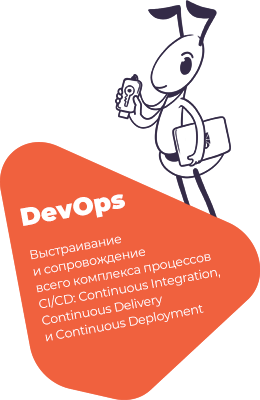 DevOps
Выстраивание
и сопровождение
всего комплекса процессов
CI/CD: Continuous Integration,
Continuous Delivery
и Continuous Deployment